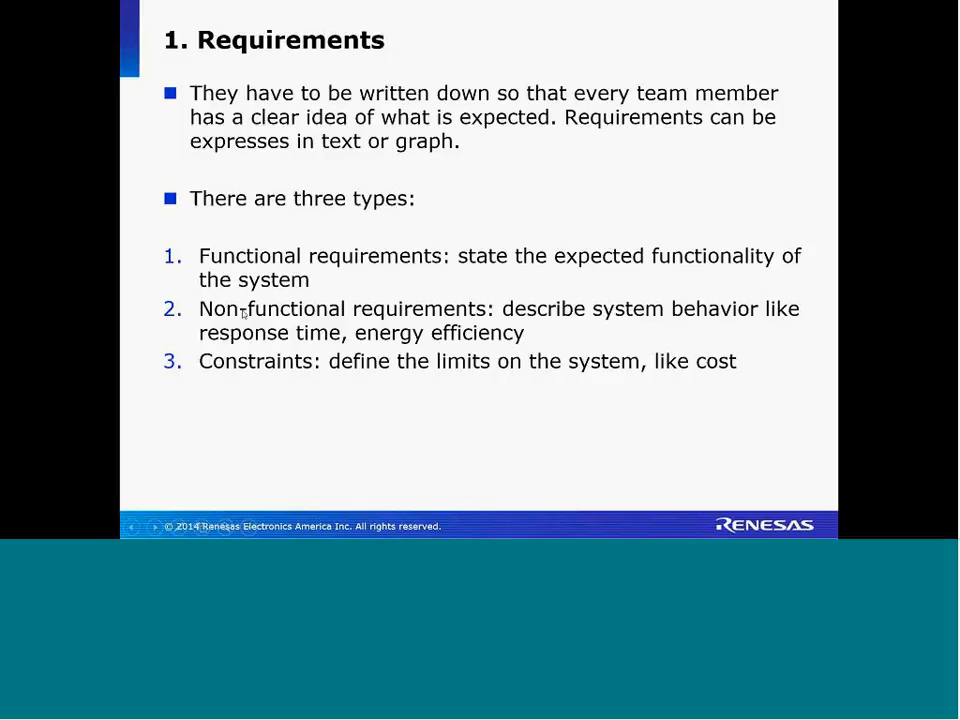 1. Requirements
They have to be written down so that every team member
has a clear idea of what is expected. Requirements can be
expresses in text or graph.
There are three types:
1. Functional requirements: state the expected functionality of
the system
2. Non-functional requirements: describe system behavior like
response time, energy efficiency
3. Constraints: define the limits on the system, like cost
© 2014 Renesas Electronics America Inc. All rights reserved.
RENESAS